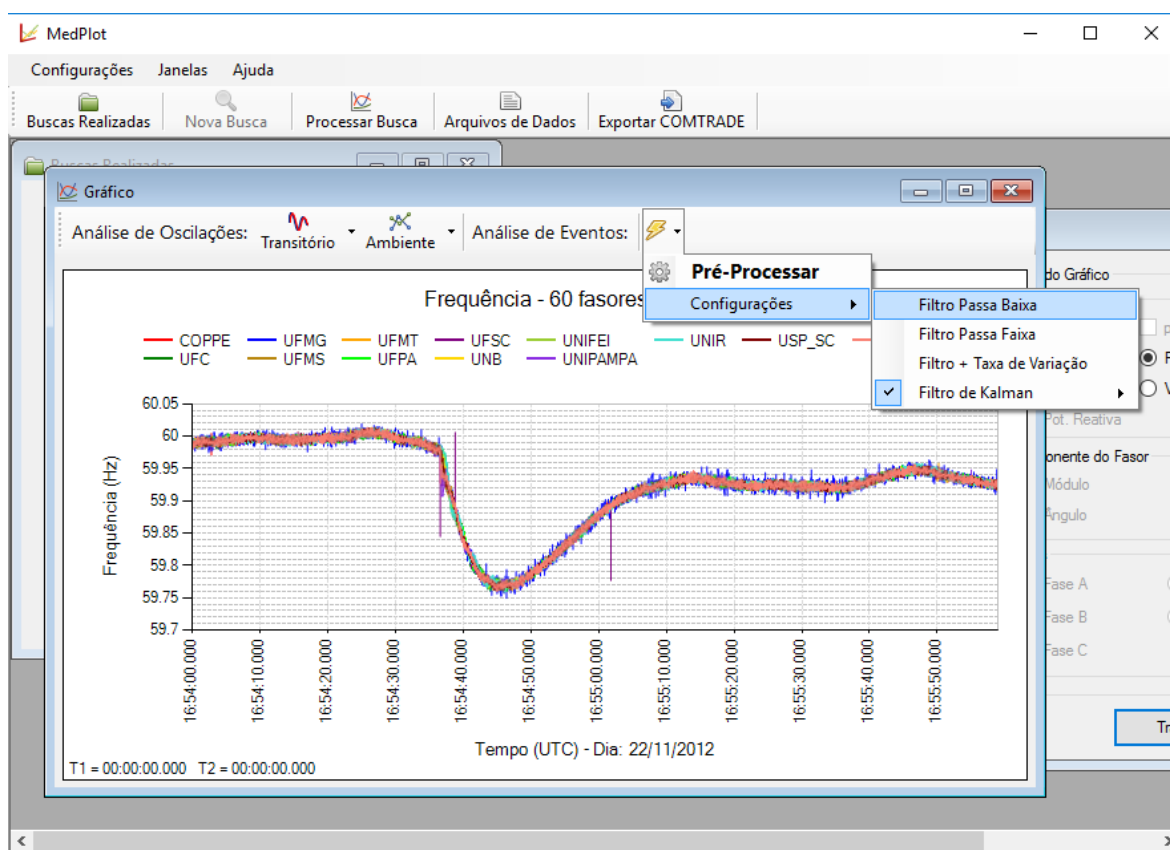 MedPlot
Configurações Janelas Ajuda
Buscas Realizadas Nova Busca Processar Busca Arquivos de Dados Exportar COMTRADE
Buscas Realizadas
Gráfico
Análise de Oscilações: Transitório Ambiente Análise de Eventos:
Pré-Processar
Configurações
Filtro Passa Baixa
Filtro Passa Faixa
Filtro + Taxa de Variação
Filtro de Kalman
do Gráfico
Pot. Reativa
onente do Fasor
Módulo
Ângulo
Fase A
Fase B
Fase C
Tr
Frequência - 60 fasores
COPPE UFMG UFMT UFSC UNIFEI UNIR USP_SC
UFC UFMS UFPA UNB UNIPAMPA
60.05
60
59.95
59.9
59.85
59.8
59.75
59.7
Frequência (Hz)
16:54:00.000
16:54:10.000
16:54:20.000
16:54:30.000
16:54:40.000
16:54:50.000
16:55:00.000
16:55:10.000
16:55:20.000
16:55:30.000
16:55:40.000
16:55:50.000
Tempo (UTC) - Dia: 22/11/2012
T1 = 00:00:00.000 T2 = 00:00:00.000